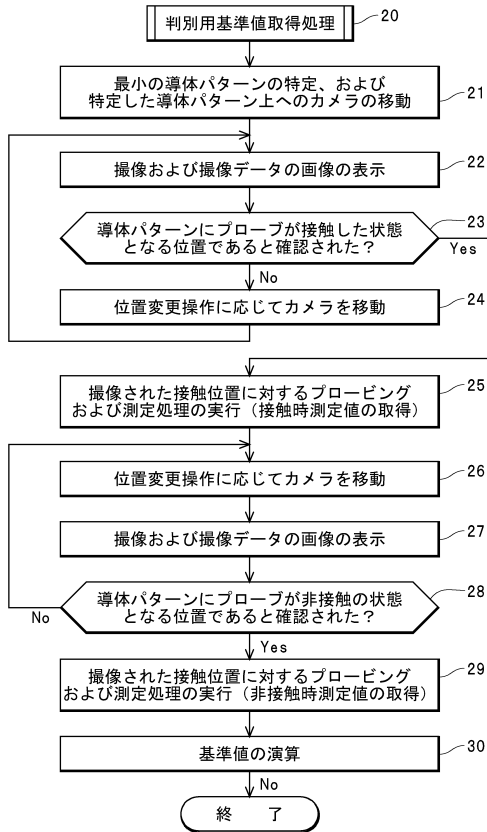 判別用基準値取得処理
20
最小の導体パターンの特定、および
特定した導体パターン上へのカメラの移動
21
撮像および撮像データの画像の表示
22
導体パターンにプローブが接触した状態
となる位置であると確認された？
23
Yes
No
位置変更操作に応じてカメラを移動
24
撮像された接触位置に対するプロービング
および測定処理の実行（接触時測定値の取得）
25
位置変更操作に応じてカメラを移動
26
撮像および撮像データの画像の表示
27
導体パターンにプローブが非接触の状態
となる位置であると確認された？
28
No
Yes
撮像された接触位置に対するプロービング
および測定処理の実行（非接触時測定値の取得）
29
基準値の演算
30
No
終　了